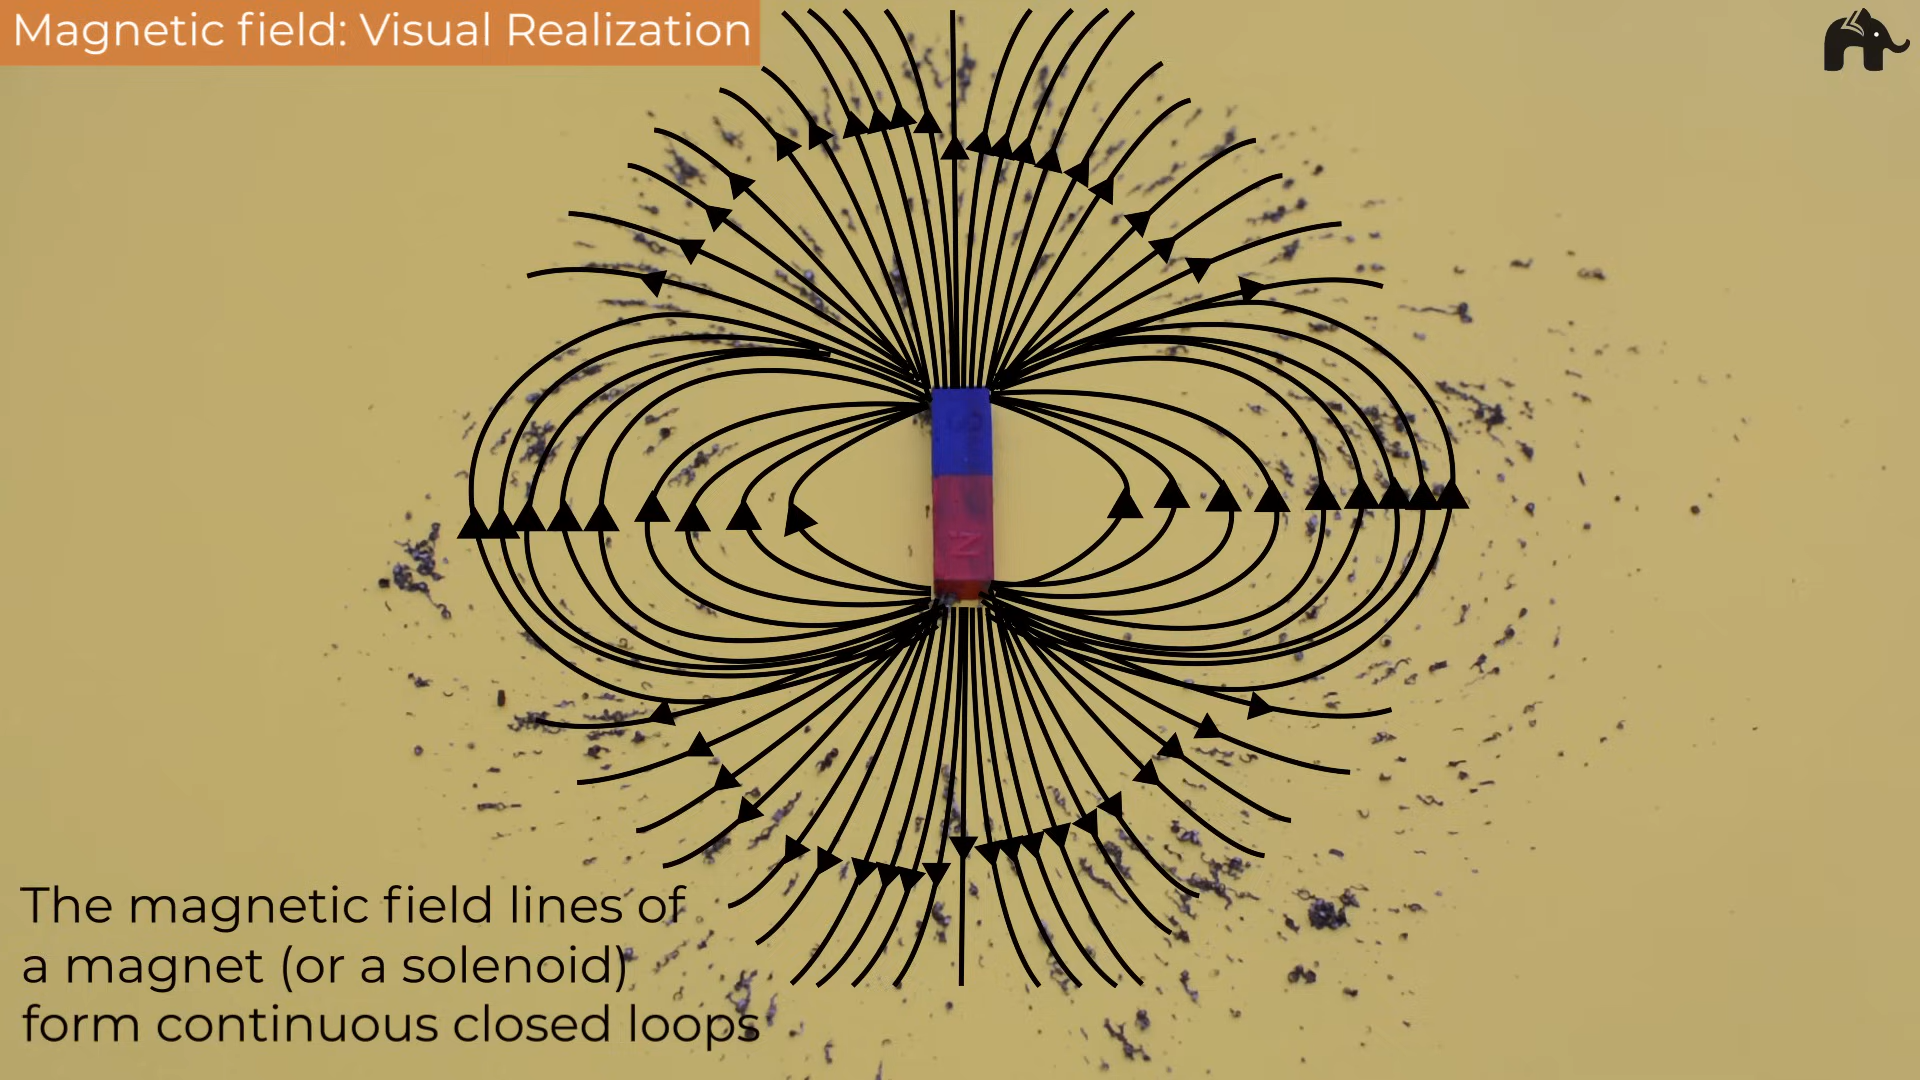 Magnetic field: Visual Realization
S
N
The magnetic field lines of
a magnet (or a solenoid)
form continuous closed loops